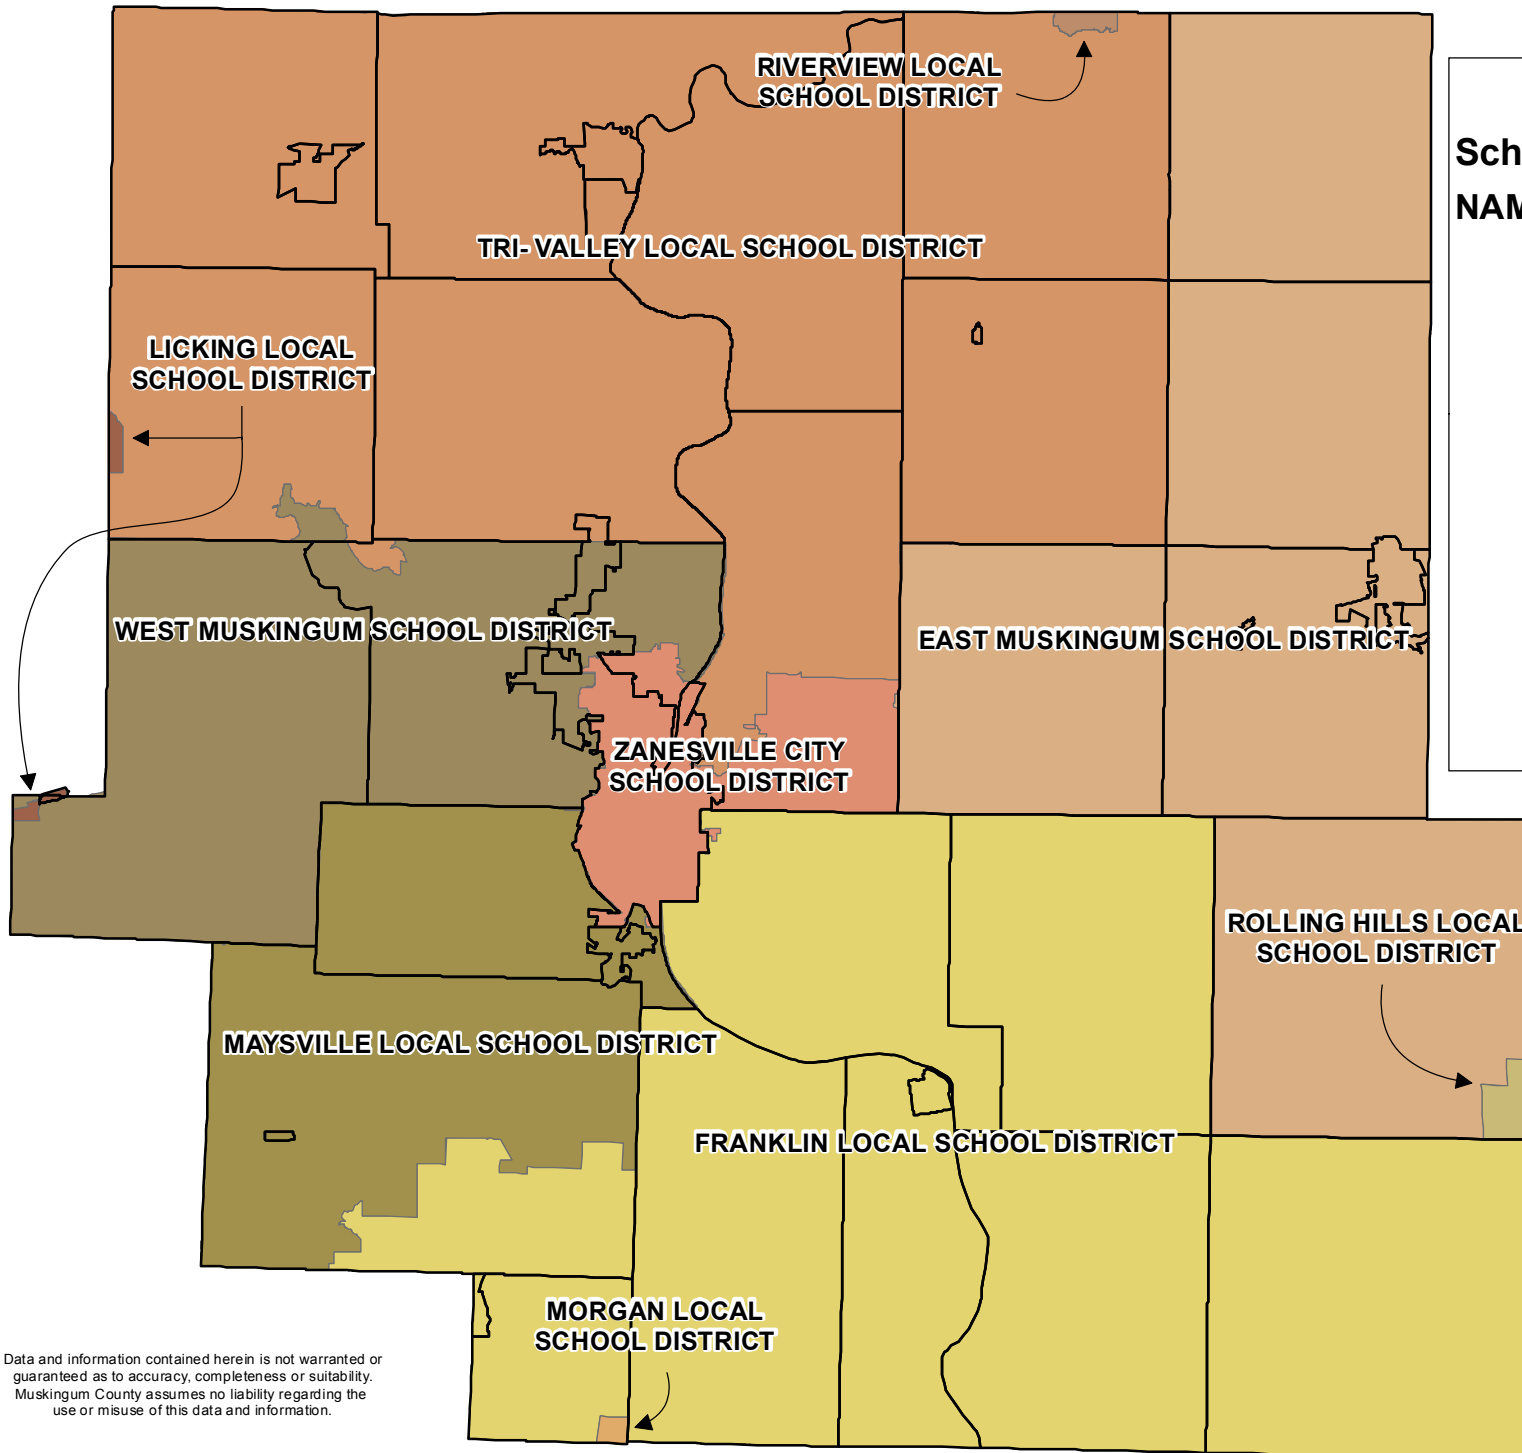 RIVERVIEW LOCAL
SCHOOL DISTRICT
Sch
NAM
TRI- VALLEY LOCAL SCHOOL DISTRICT
LICKING LOCAL
SCHOOL DISTRICT
WEST MUSKINGUM SCHOOL DISTRICT
EAST MUSKINGUM SCHOOL DISTRICT
ZANESVILLE CITY
SCHOOL DISTRICT
ROLLING HILLS LOCAL
SCHOOL DISTRICT
MAYSVILLE LOCAL SCHOOL DISTRICT
FRANKLIN LOCAL SCHOOL DISTRICT
MORGAN LOCAL
SCHOOL DISTRICT
Data and information contained herein is not warranted or
guaranteed as to accuracy, completeness or suitability.
Muskingum County assumes no liability regarding the
use or misuse of this data and information.